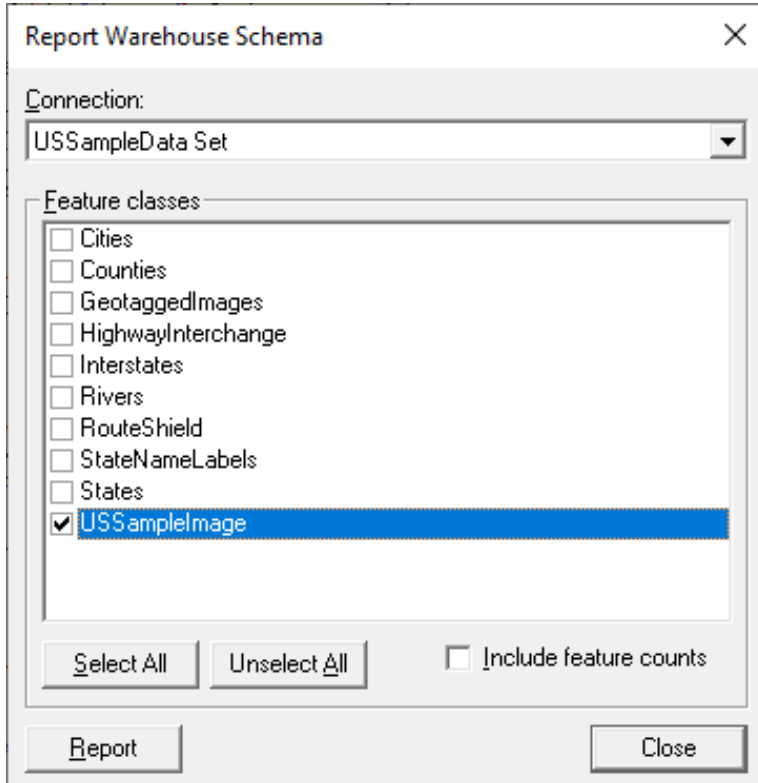 Report Warehouse Schema
Connection:
USSampleData Set
Feature classes
Cities
Counties
GeotaggedImages
HighwayInterchange
Interstates
Rivers
RouteShield
StateNameLabels
States
USSampleImage
Select All
Unselect All
Include feature counts
Report
Close